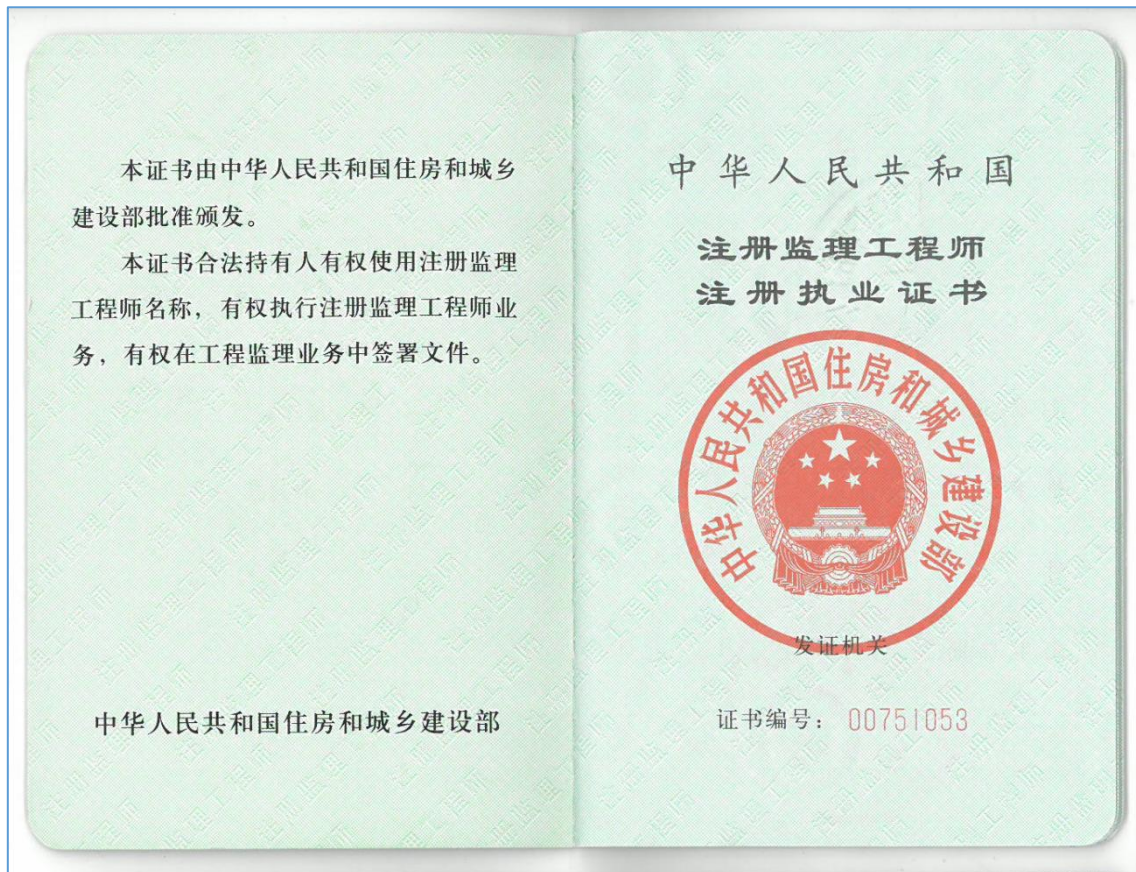 本证书由中华人民共和国住房和城乡
建设部批准颁发。
本证书合法持有人有权使用注册监理
工程师名称，有权执行注册监理工程师业
务，有权在工程监理业务中签署文件。
中华人民共和国住房和城乡建设部
中华人民共和国
注册监理工程师
注册执业证书
中华人民共和国住房和城乡建设部
发证机关
证书编号：00751053